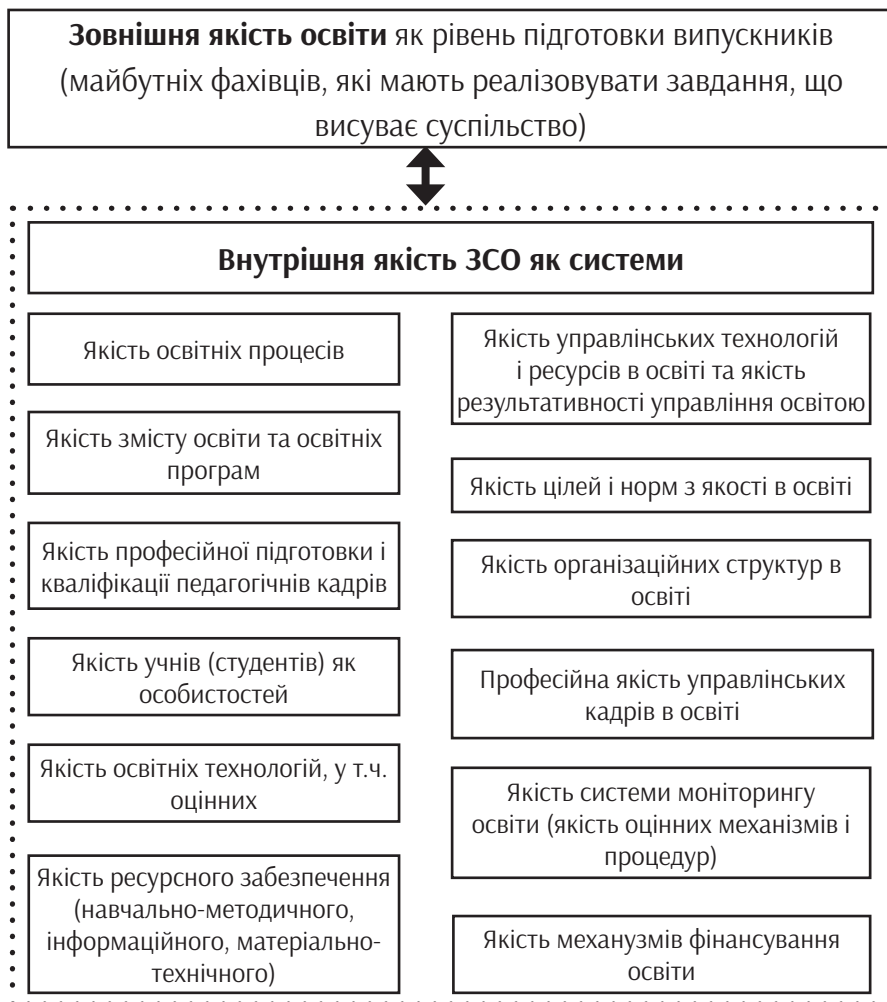 Зовнішня якість освіти як рівень підготовки випускників
(майбутніх фахівців, які мають реалізовувати завдання, що
висуває суспільство)
Внутрішня якість ЗСО як системи
Якість освітніх процесів
Якість змісту освіти та освітніх
програм
Якість професійної підготовки і
кваліфікації педагогічнів кадрів
Якість учнів (студентів) як
особистостей
Якість освітніх технологій, у т.ч.
оцінних
Якість ресурсного забезпечення
(навчально-методичного,
інформаційного, матеріально-
технічного)
Якість управлінських технологій
і ресурсів в освіті та якість
результативності управління освітою
Якість цілей і норм з якості в освіті
Якість організаційних структур в
освіті
Професійна якість управлінських
кадрів в освіті
Якість системи моніторингу
освіти (якість оцінних механізмів і
процедур)
Якість механузмів фінансування
освіти